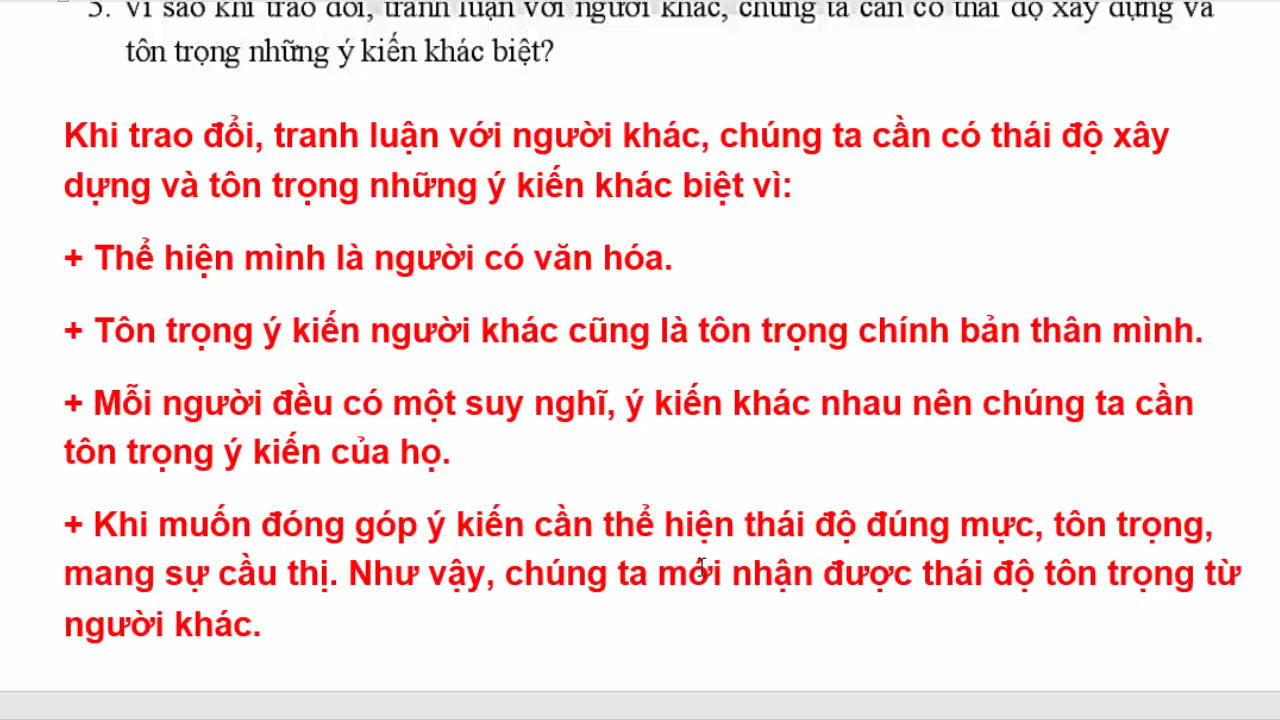 5. Vì sao khi trao đổi, tranh luận với người khác, chúng ta cần có thái độ xây dựng và
tôn trọng những ý kiến khác biệt?
Khi trao đổi, tranh luận với người khác, chúng ta cần có thái độ xây
dựng và tôn trọng những ý kiến khác biệt vì:
+ Thể hiện mình là người có văn hóa.
+ Tôn trọng ý kiến người khác cũng là tôn trọng chính bản thân mình.
+ Mỗi người đều có một suy nghĩ, ý kiến khác nhau nên chúng ta cần
tôn trọng ý kiến của họ.
+ Khi muốn đóng góp ý kiến cần thể hiện thái độ đúng mực, tôn trọng,
mang sự cầu thị. Như vậy, chúng ta mới nhận được thái độ tôn trọng từ
người khác.